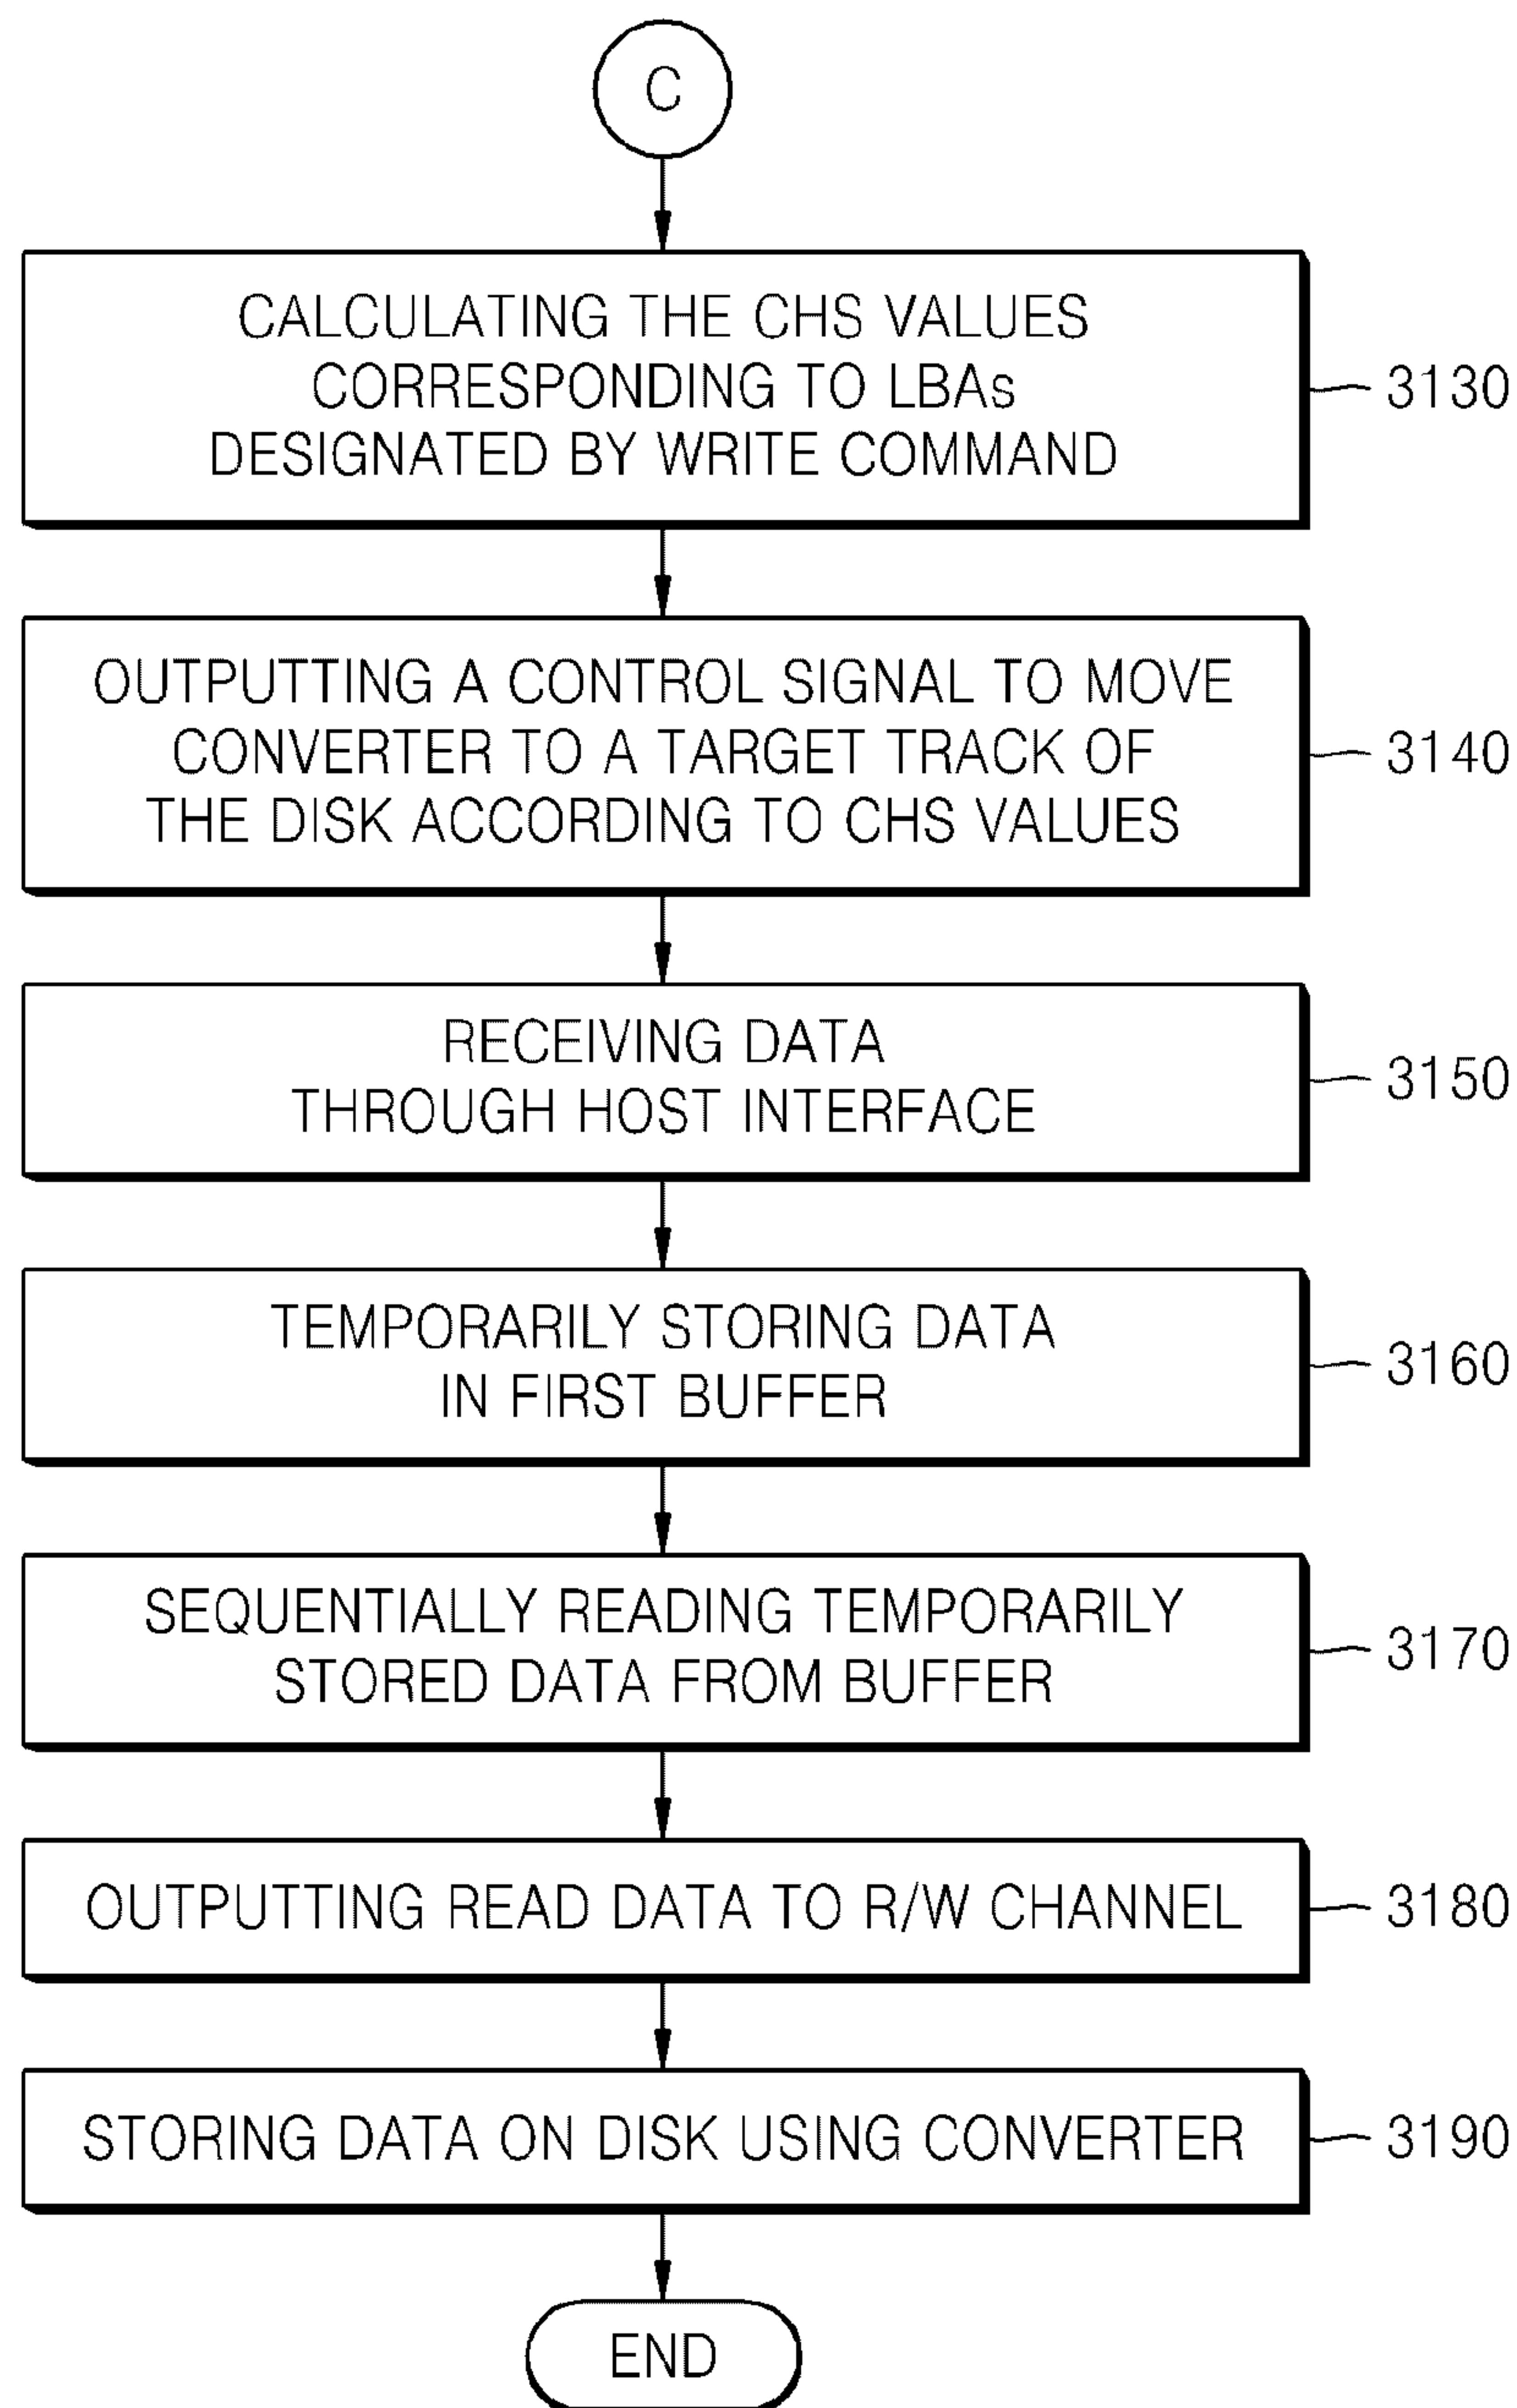 C
CALCULATING THE CHS VALUES
CORRESPONDING TO LBAs
DESIGNATED BY WRITE COMMAND
3130
OUTPUTTING A CONTROL SIGNAL TO MOVE
CONVERTER TO A TARGET TRACK OF
THE DISK ACCORDING TO CHS VALUES
3140
RECEIVING DATA
THROUGH HOST INTERFACE
3150
TEMPORARILY STORING DATA
IN FIRST BUFFER
3160
SEQUENTIALLY READING TEMPORARILY
STORED DATA FROM BUFFER
3170
OUTPUTTING READ DATA TO R/W CHANNEL
3180
STORING DATA ON DISK USING CONVERTER
3190
END